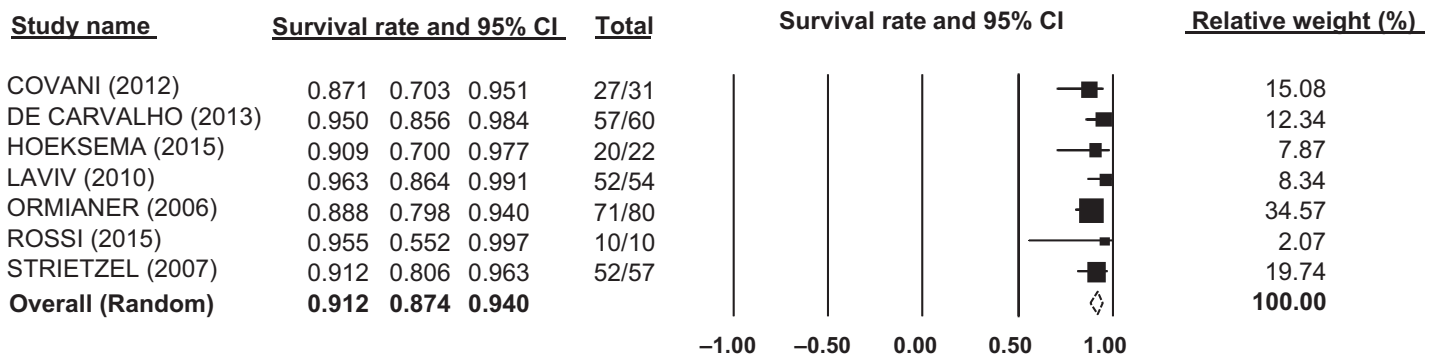 Study name Survival rate and 95% CI Total Survival rate and 95% CI Relative weight (%)
COVANI (2012) 0.871 0.703 0.951 27/31 15.08
DE CARVALHO (2013) 0.950 0.856 0.984 57/60 12.34
HOEKSEMA (2015) 0.909 0.700 0.977 20/22 7.87
LAVIV (2010) 0.963 0.864 0.991 52/54 8.34
ORMIANER (2006) 0.888 0.798 0.940 71/80 34.57
ROSSI (2015) 0.955 0.552 0.997 10/10 2.07
STRIETZEL (2007) 0.912 0.806 0.963 52/57 19.74
Overall (Random) 0.912 0.874 0.940 100.00
–1.00 –0.50 0.00 0.50 1.00